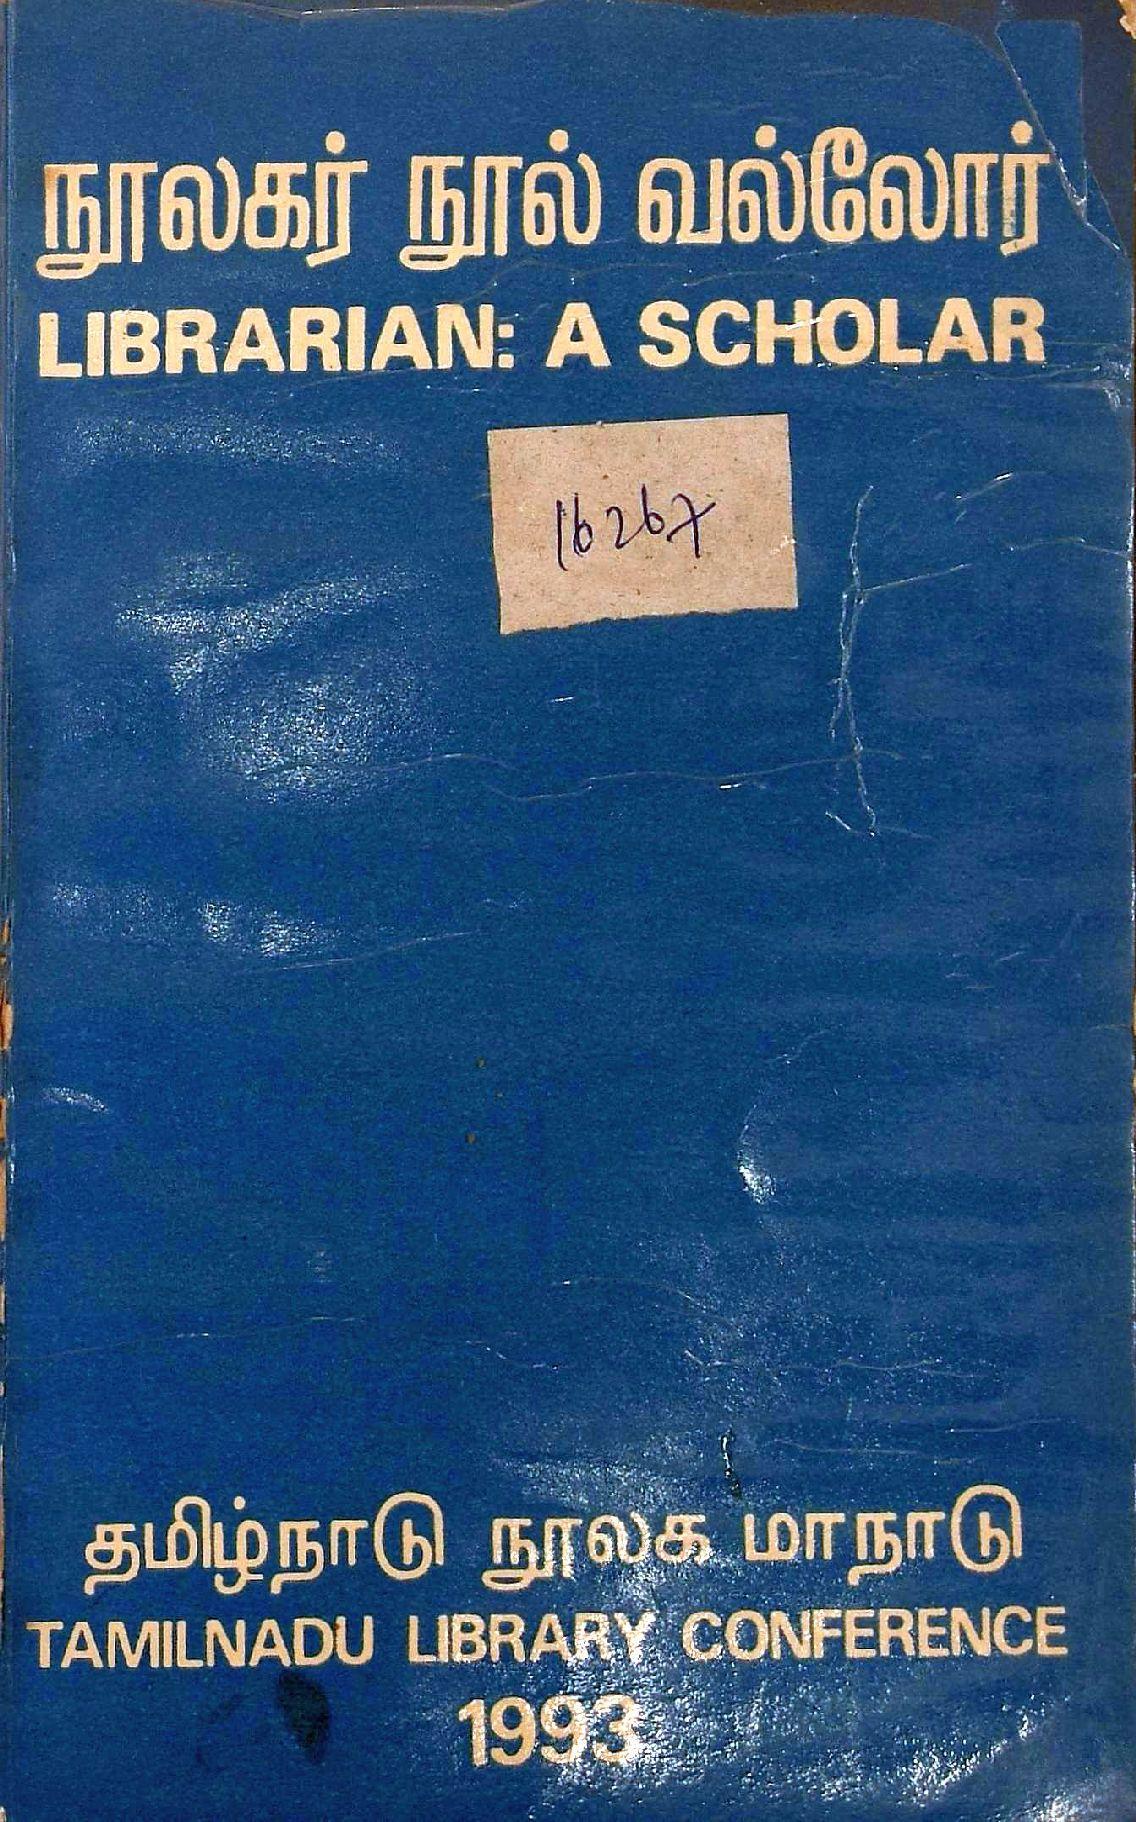 நூலகர் நூல் வல்லோர்
LIBRARIAN: A SCHOLAR
16267
தமிழ்நாடு நூலக மாநாடு
TAMILNADU LIBRARY CONFERENCE
1993